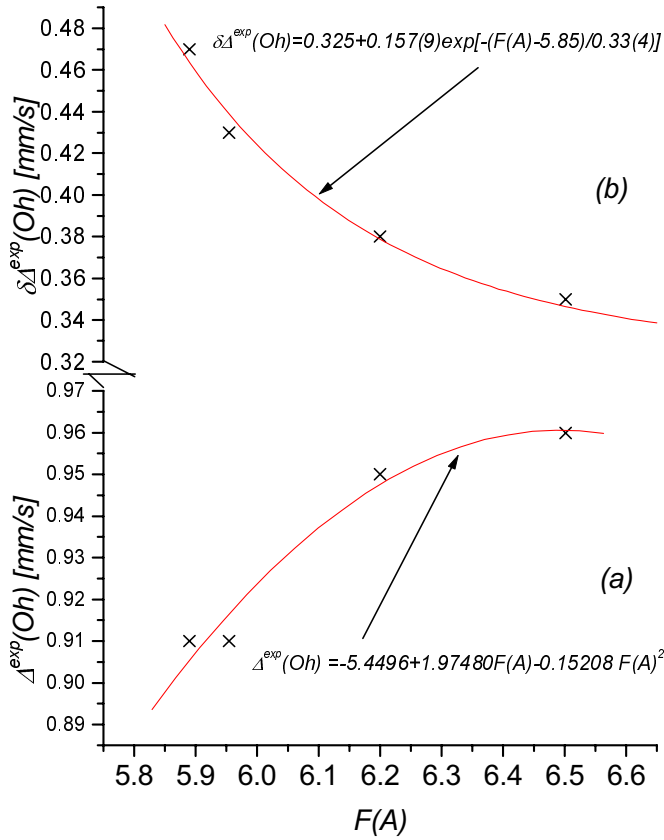 δΔ^exp(Oh)=0.325+0.157(9)exp[-(F(A)-5.85)/0.33(4)]
δΔ^exp(Oh) [mm/s]
0.48
0.46
0.44
0.42
0.40
0.38
0.36
0.34
0.32
(b)
Δ^exp(Oh) [mm/s]
0.97
0.96
0.95
0.94
0.93
0.92
0.91
0.90
0.89
(a)
Δ^exp(Oh) =-5.4496+1.97480F(A)-0.15208 F(A)^2
5.8 5.9 6.0 6.1 6.2 6.3 6.4 6.5 6.6
F(A)